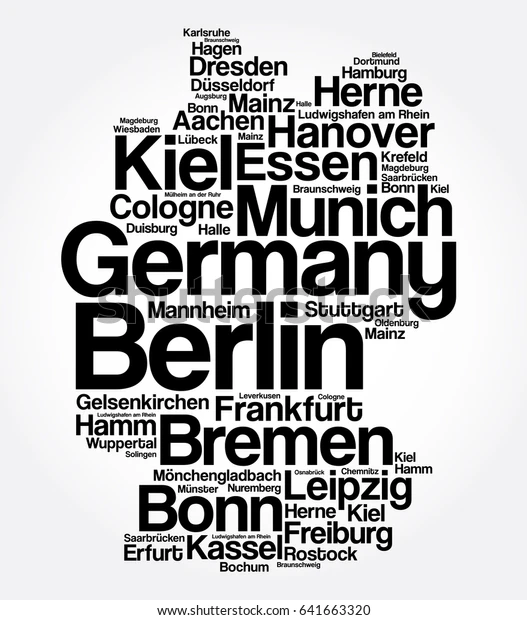 Karlsruhe
Braunschweig
Hagen
Bielefeld
Dresden
Dortmund
Düsseldorf
Hamburg
Augsburg
Herne
Bonn
Mainz
Halle
Magdeburg
Aachen
Ludwigshafen am Rhein
Wiesbaden
Lübeck
Mainz
Hanover
Kiel
Essen
Krefeld
Magdeburg
Saarbrücken
Mülheim an der Ruhr
Braunschweig
Bonn
Kiel
Cologne
Munich
Duisburg
Halle
Germany
Mannheim
Stuttgart
Oldenburg
Mainz
Berlin
Gelsenkirchen
Leverkusen
Cologne
Ludwigshafen am Rhein
Frankfurt
Hamm
Wuppertal
Bremen
Solingen
Kiel
Hamm
Mönchengladbach
Osnabrück
Chemnitz
Münster
Nuremberg
Leipzig
Bonn
Herne
Kiel
Saarbrücken
Ludwigshafen am Rhein
Freiburg
Erfurt
Kassel
Rostock
Bochum
Braunschweig
shutterstock
IMAGE ID: 641663320
www.shutterstock.com